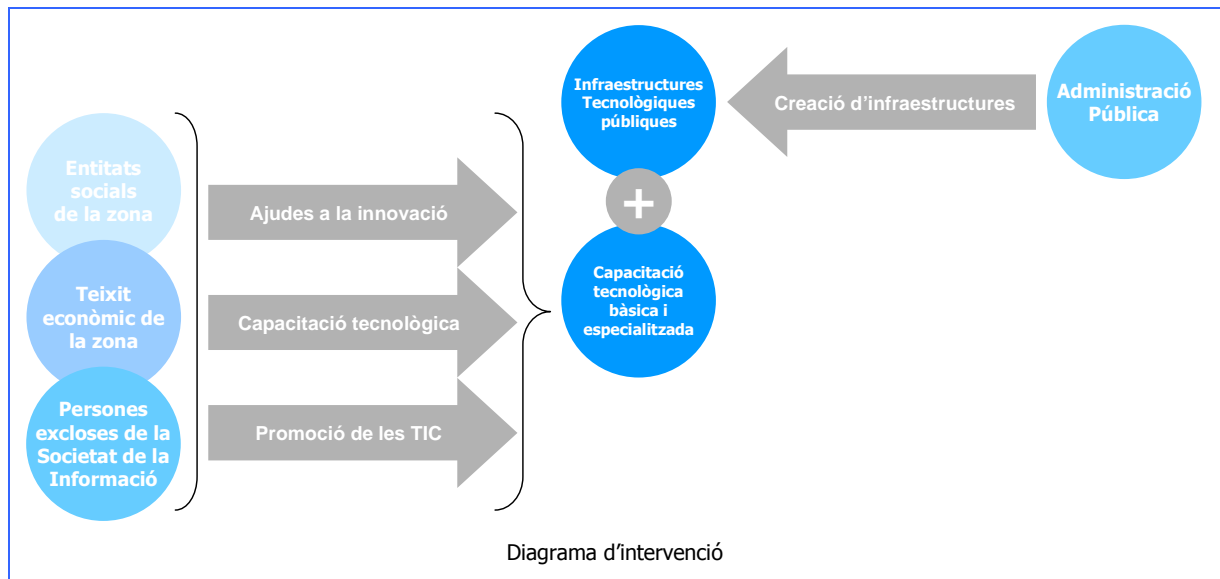 Entitats
socials
de la zona
Teixit
econòmic de
la zona
Persones
excloses de la
Societat de la
Informació
Ajudes a la innovació
Capacitació tecnològica
Promoció de les TIC
Infraestructures
Tecnològiques
públiques
+
Capacitació
tecnològica
bàsica i
especialitzada
Creació d’infraestructures
Administració
Pública
Diagrama d’intervenció